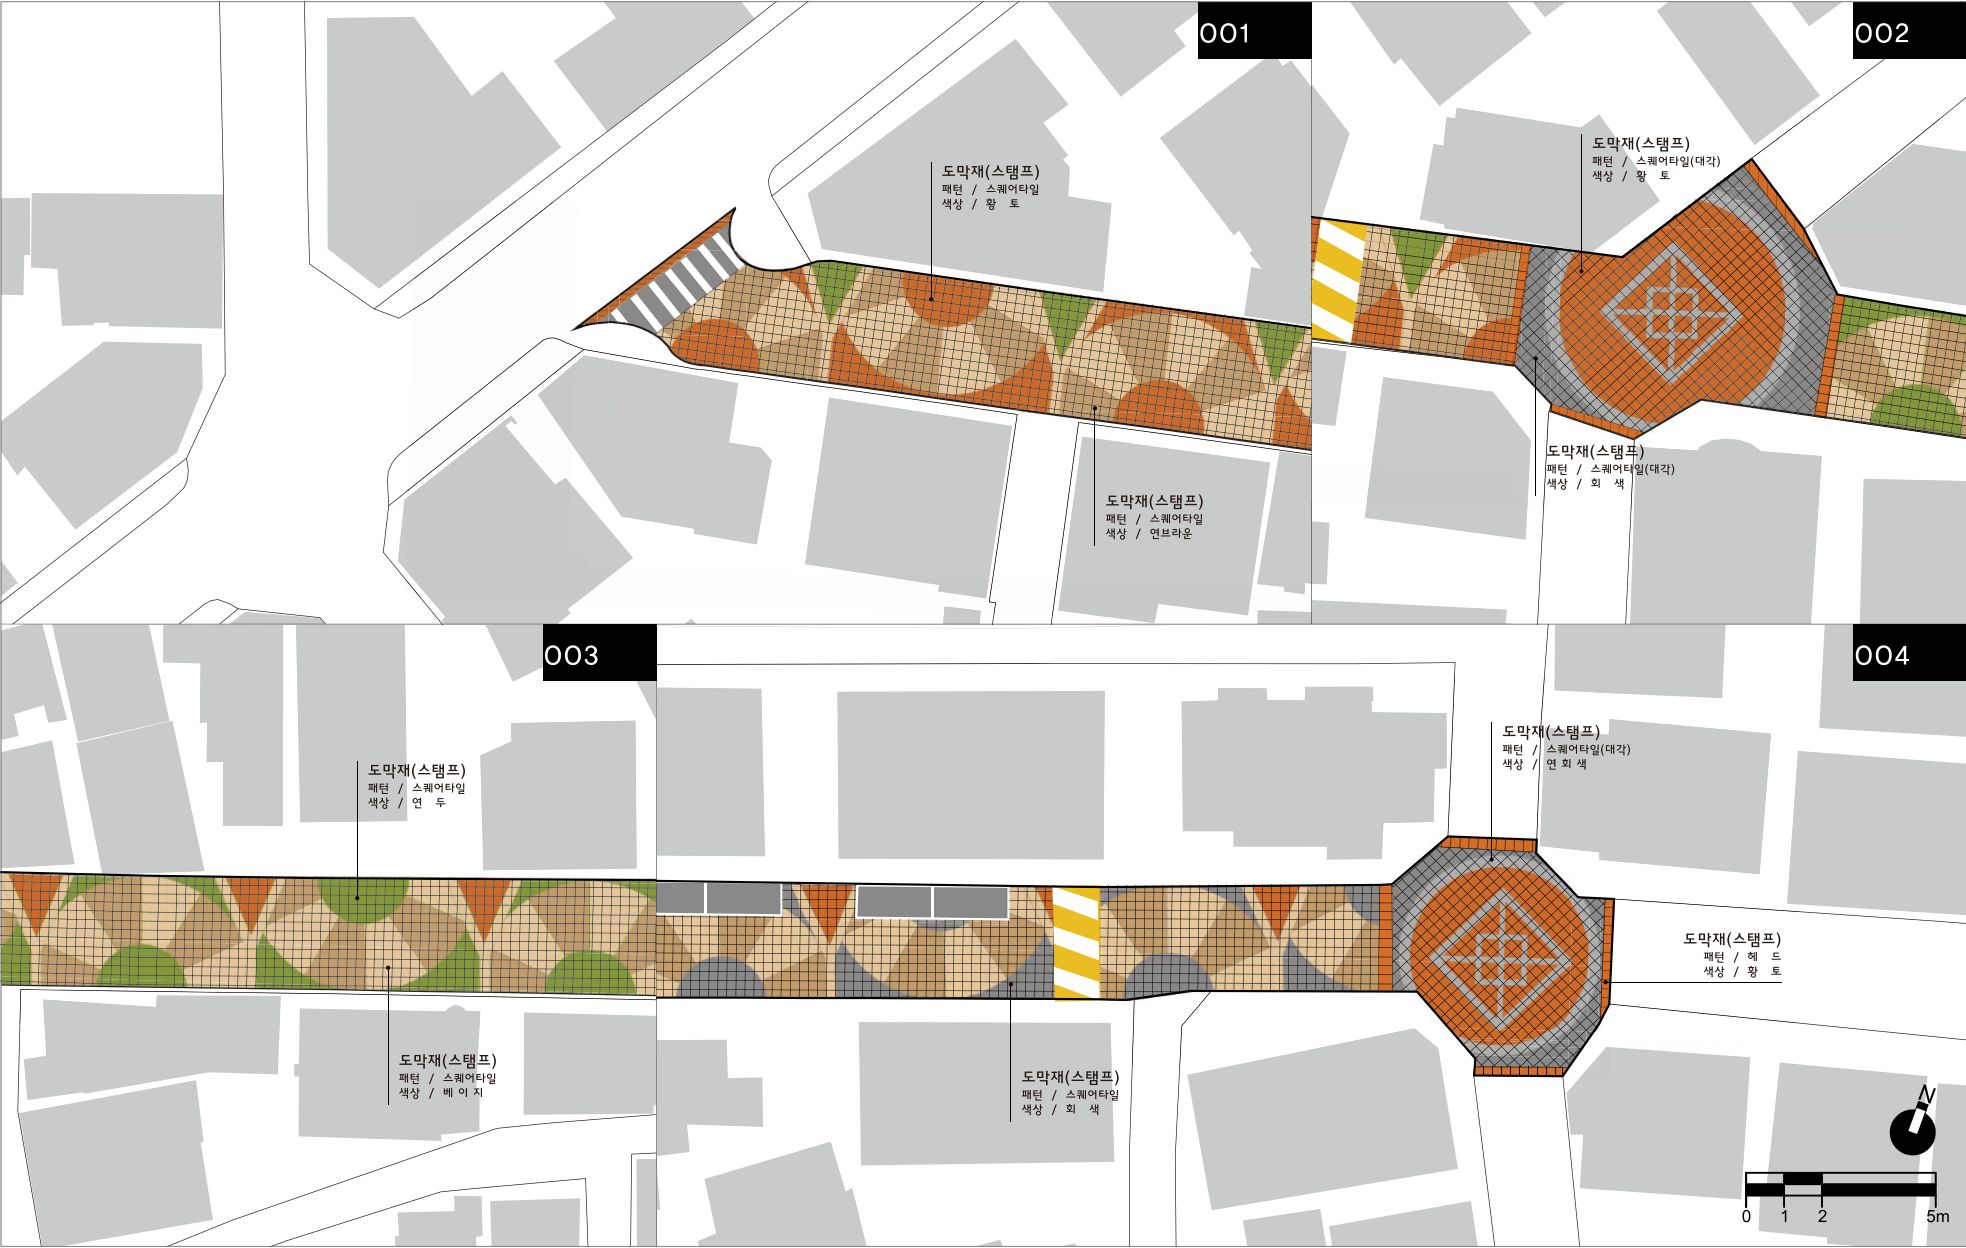 001
도막재(스탬프)
패턴 / 스퀘어타일
색상 / 황 토
도막재(스탬프)
패턴 / 스퀘어타일
색상 / 연브라운
002
도막재(스탬프)
패턴 / 스퀘어타일(대각)
색상 / 황 토
도막재(스탬프)
패턴 / 스퀘어타일(대각)
색상 / 회 색
003
도막재(스탬프)
패턴 / 스퀘어타일
색상 / 연 두
도막재(스탬프)
패턴 / 스퀘어타일
색상 / 베 이 지
004
도막재(스탬프)
패턴 / 스퀘어타일(대각)
색상 / 연 회 색
도막재(스탬프)
패턴 / 헤 드
색상 / 황 토
도막재(스탬프)
패턴 / 스퀘어타일
색상 / 회 색
N
0 1 2 5m